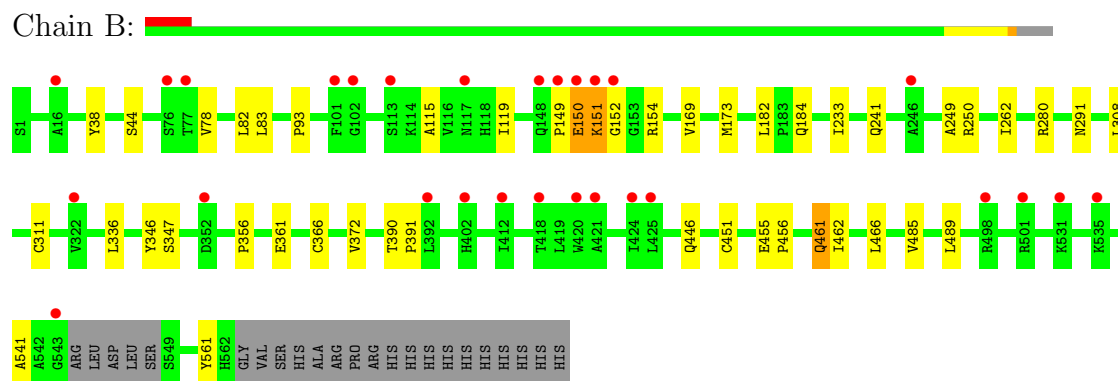 Chain B:
S1 A16 Y38 S44 S76 T77 V78 L82 L83 P93 F101 G102 S113 K114 A115 V116 N117 H118 I119 Q148 P149 E150 K151 G152 G153 R154 V169 M173 L182 P183 Q184 I233 Q241 A246 A249 R250 I262 R280 N291
C311 V322 L336 Y346 S347 D352 P356 E361 C366 V372 T390 P391 L392 H402 I412 T418 L419 W420 A421 I424 L425 Q446 C451 E455 P456 Q461 I462 L466 V485 L489 R498 R501 K531 K535
A541 A542 G543 ARG LEU ASP LEU SER S549 Y561 H562 GLY VAL SER HIS ALA ARG PRO ARG HIS HIS HIS HIS HIS HIS HIS HIS HIS HIS